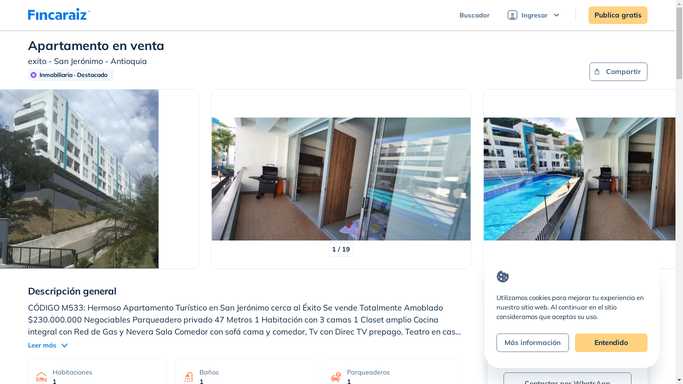 Fincaraiz
Buscador
Ingresar
Publica gratis
Apartamento en venta
exito - San Jerónimo - Antioquia
Inmobiliaria · Destacado
Compartir
1 / 19
Descripción general
CÓDIGO M533: Hermoso Apartamento Turístico en San Jerónimo cerca al Éxito Se vende Totalmente Amoblado
$230.000.000 Negociables Parqueadero privado 47 Metros 1 Habitación con 3 camas 1 Closet amplio Cocina
integral con Red de Gas y Nevera Sala Comedor con sofá cama y comedor, Tv con Direc TV prepago, Teatro en cas...
Leer más
Habitaciones
1
Baños
1
Parqueaderos
1
Utilizamos cookies para mejorar tu experiencia en
nuestro sitio web. Al continuar en el sitio
consideramos que aceptas su uso.
Más información
Entendido
Contactar por WhatsApp